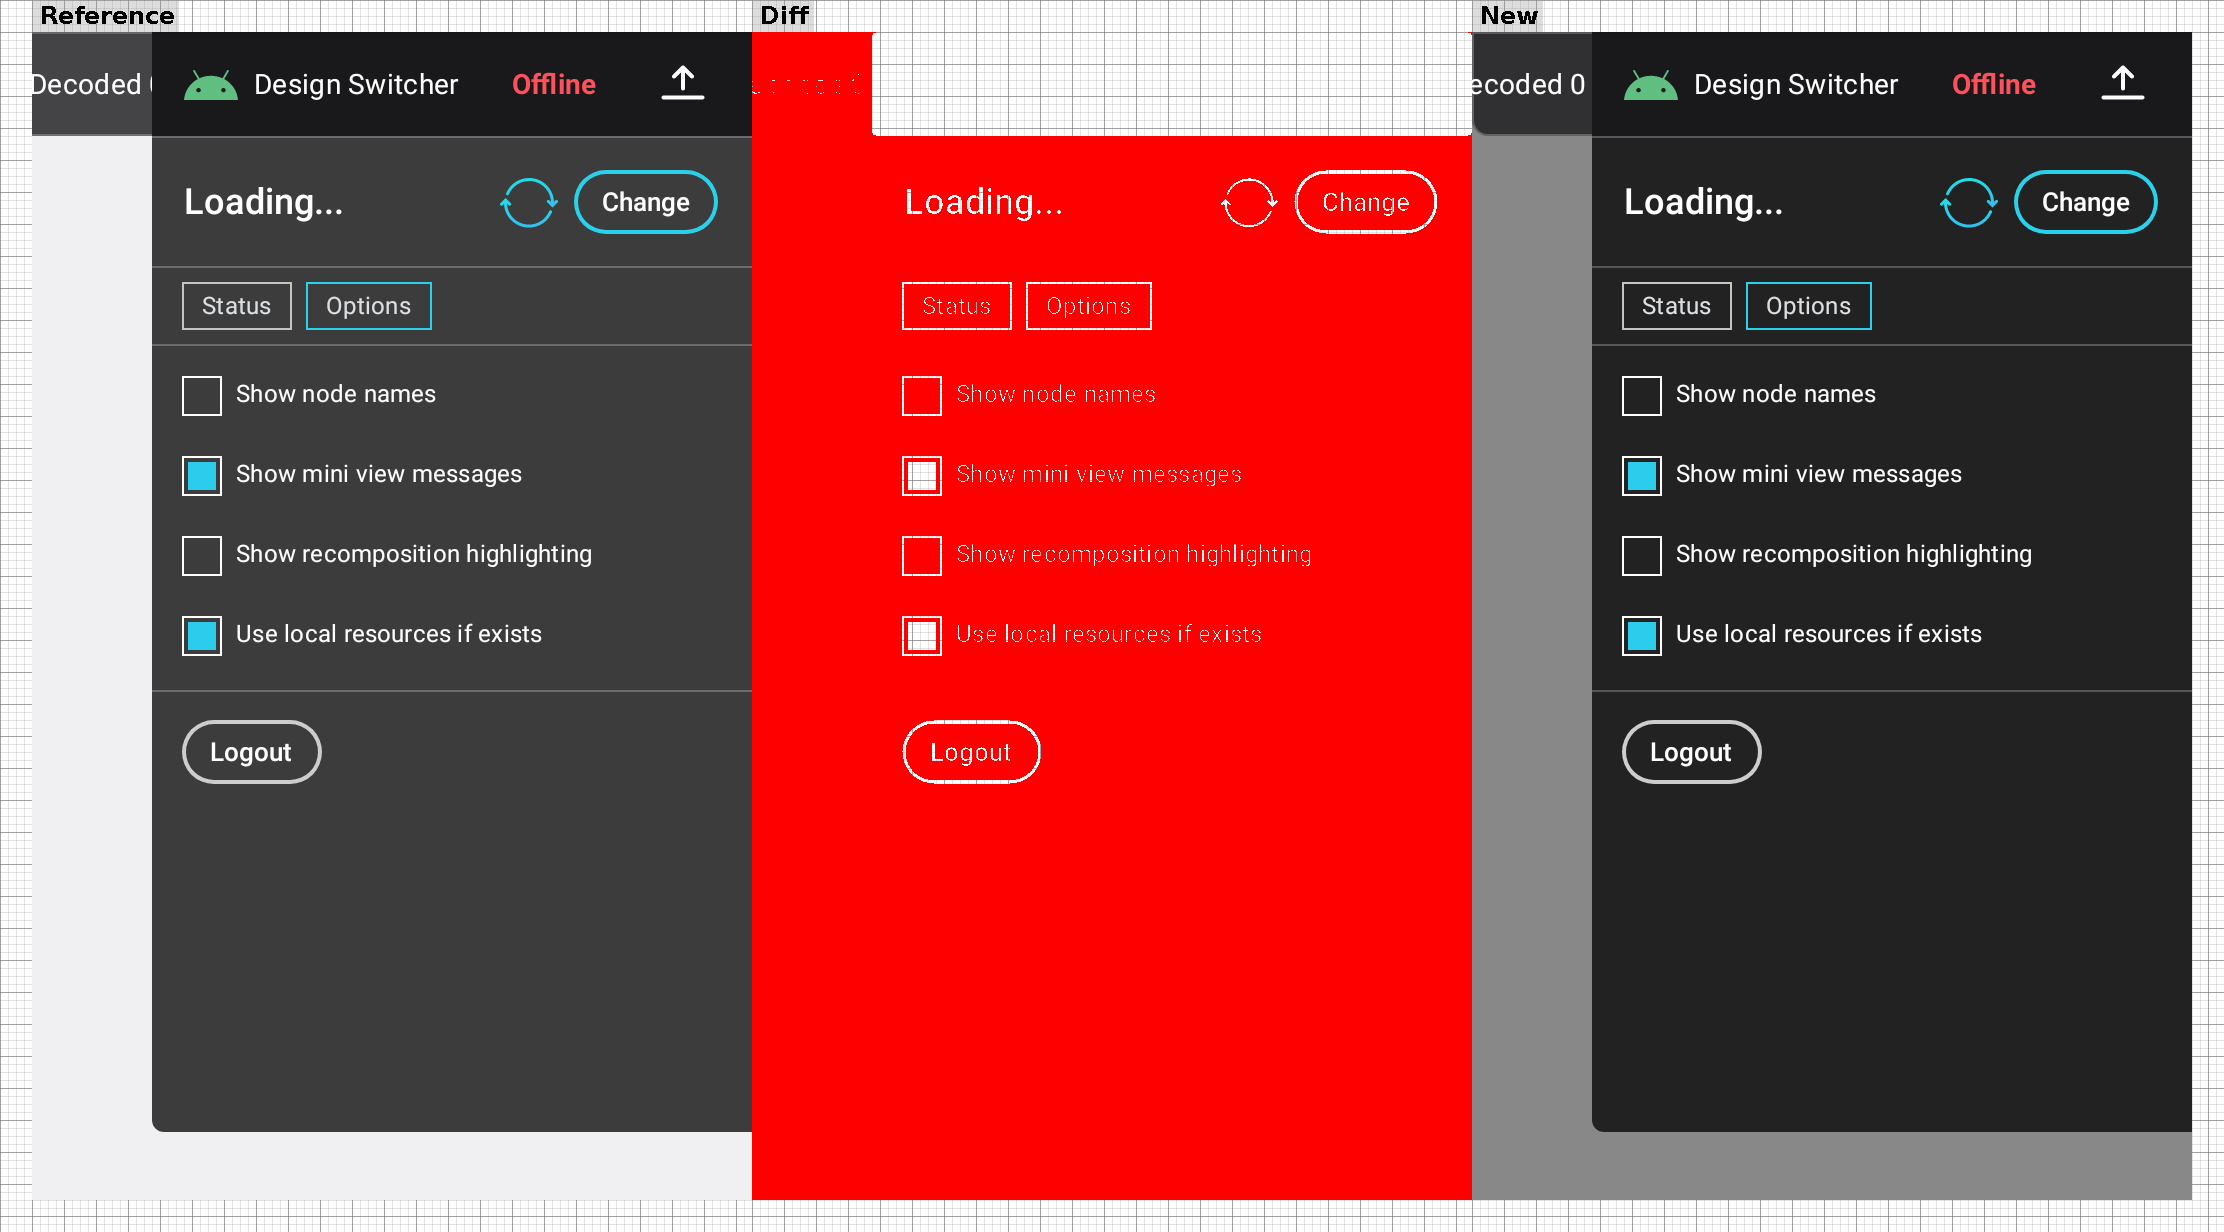 Reference
Diff
New
Decoded
Design Switcher
Offline
ecoded 0
Design Switcher
Offline
Loading...
Change
Loading...
Change
Loading...
Change
Status
Options
Status
Options
Status
Options
Show node names
Show node names
Show node names
Show mini view messages
Show mini view messages
Show mini view messages
Show recomposition highlighting
Show recomposition highlighting
Show recomposition highlighting
Use local resources if exists
Use local resources if exists
Use local resources if exists
Logout
Logout
Logout